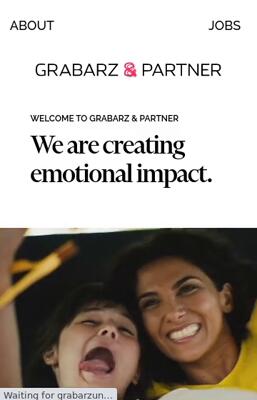 ABOUT JOBS
GRABARZ & PARTNER
WELCOME TO GRABARZ & PARTNER
We are creating
emotional impact.
Waiting for grabarzun...